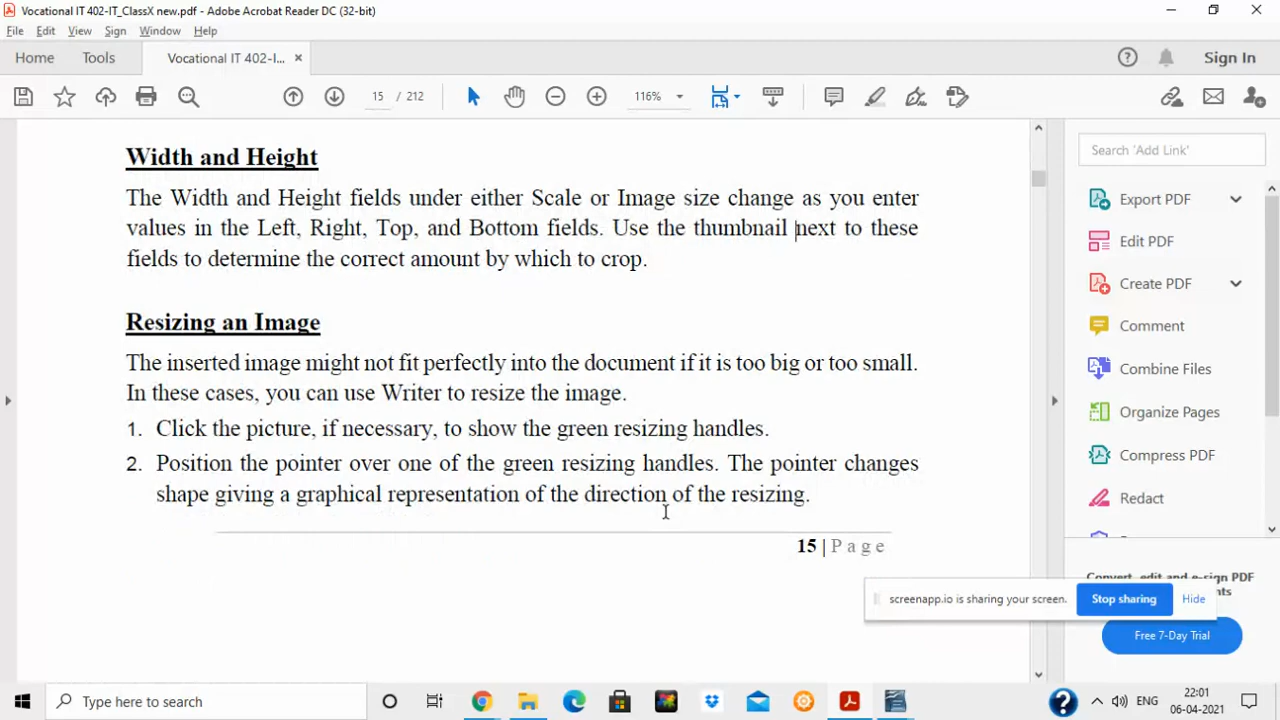 Vocational IT 402-IT_ClassX new.pdf - Adobe Acrobat Reader DC (32-bit)
File Edit View Sign Window Help
Home Tools Vocational IT 402-I... × Sign In
15 / 212 116%
Width and Height
The Width and Height fields under either Scale or Image size change as you enter
values in the Left, Right, Top, and Bottom fields. Use the thumbnail next to these
fields to determine the correct amount by which to crop.
Resizing an Image
The inserted image might not fit perfectly into the document if it is too big or too small.
In these cases, you can use Writer to resize the image.
1. Click the picture, if necessary, to show the green resizing handles.
2. Position the pointer over one of the green resizing handles. The pointer changes
shape giving a graphical representation of the direction of the resizing.
15 | Page
Search 'Add Link'
Export PDF
Edit PDF
Create PDF
Comment
Combine Files
Organize Pages
Compress PDF
Redact
Convert, edit and e-sign PDF
screenapp.io is sharing your screen. Stop sharing Hide
Free 7-Day Trial
Type here to search
ENG
22:01
06-04-2021